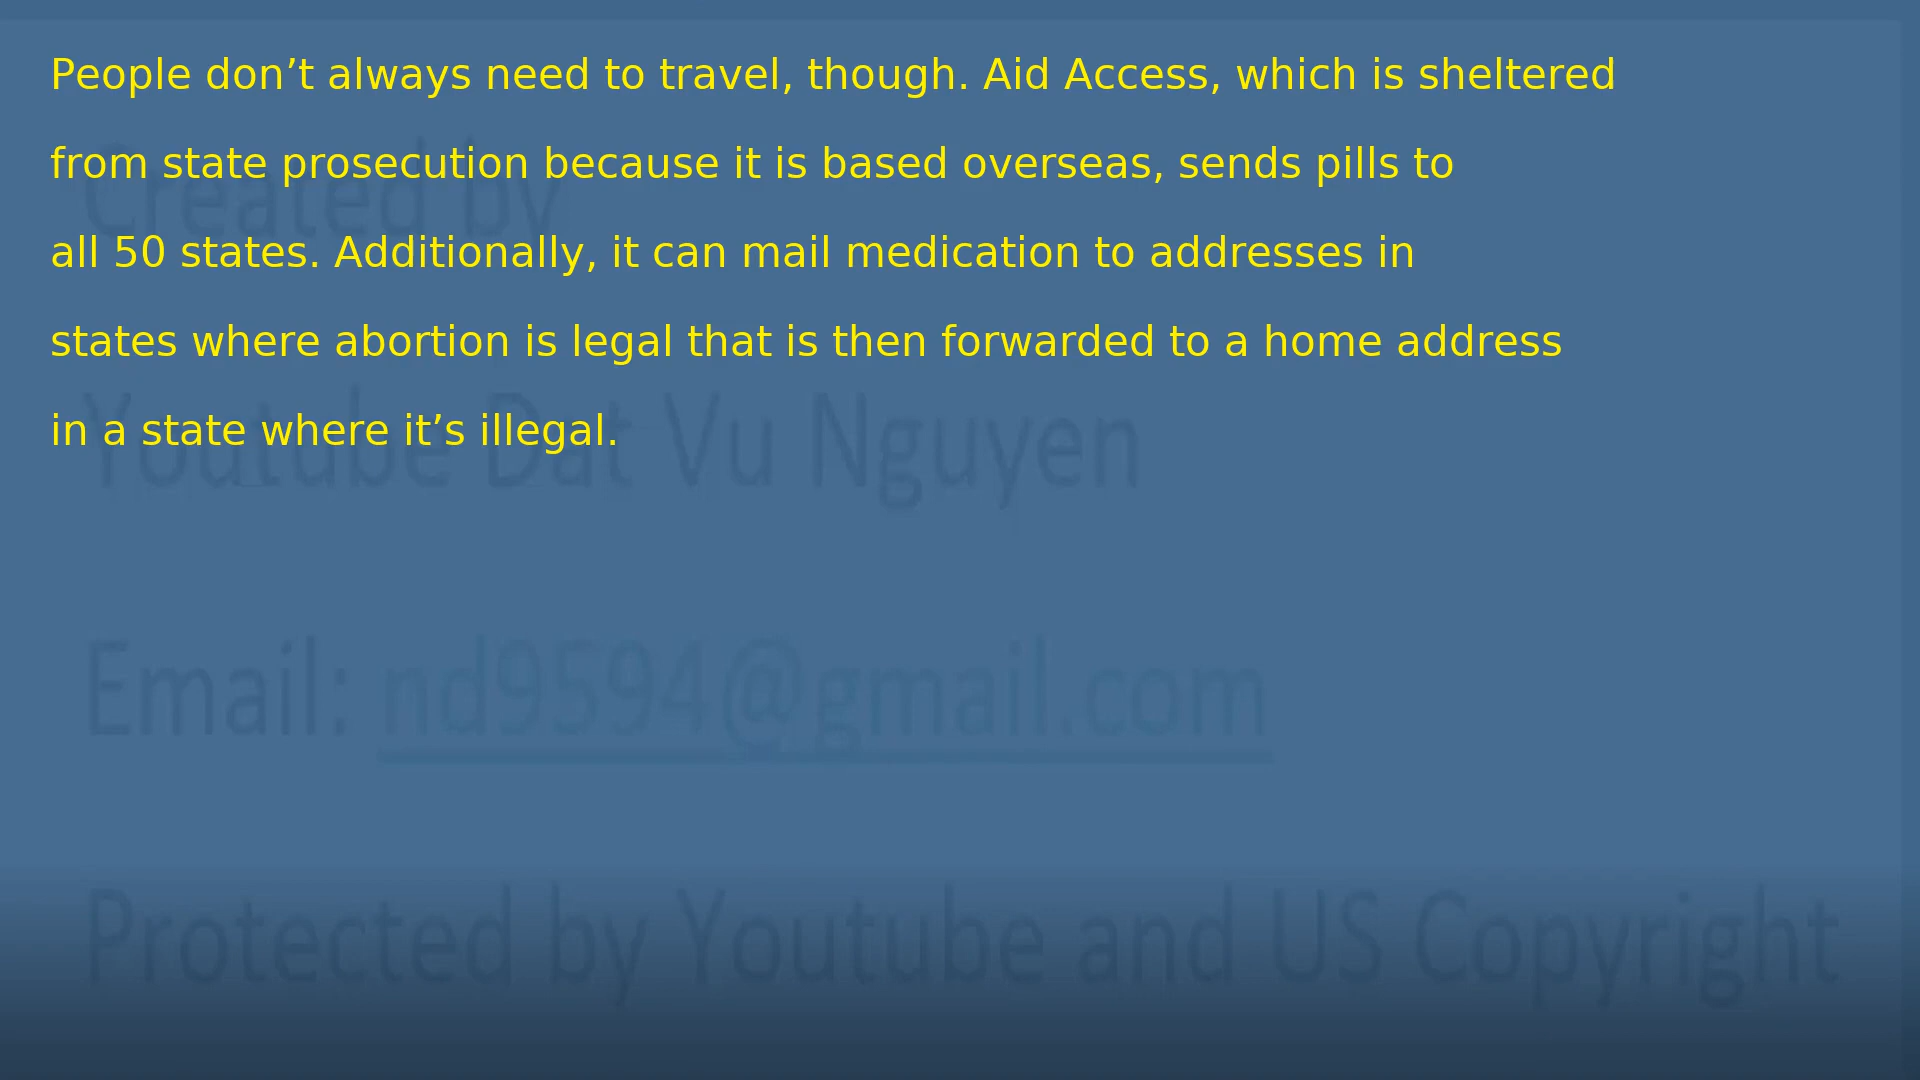 People don’t always need to travel, though. Aid Access, which is sheltered
from state prosecution because it is based overseas, sends pills to
all 50 states. Additionally, it can mail medication to addresses in
states where abortion is legal that is then forwarded to a home address
in a state where it’s illegal.
Created by
Youtube Dat Vu Nguyen
Email: nd9594@gmail.com
Protected by Youtube and US Copyright